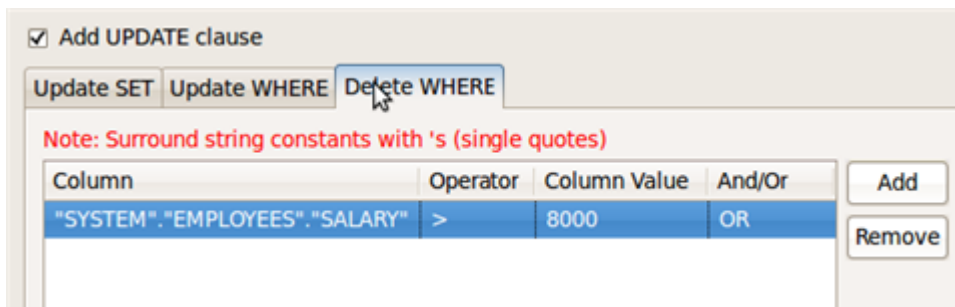 Add UPDATE clause
Update SET Update WHERE Delete WHERE
Note: Surround string constants with 's (single quotes)
Column Operator Column Value And/Or Add
"SYSTEM"."EMPLOYEES"."SALARY" > 8000 OR
Remove